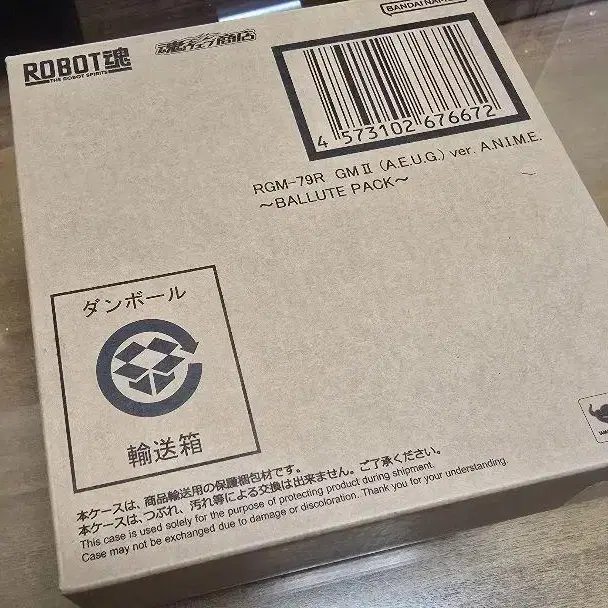 BANDAI NAMCO
ROBOT魂
THE ROBOT SPIRITS
魂ウェブ商店
4 573102 676672
RGM-79R GMⅡ (A.E.U.G.) ver. A.N.I.M.E.
～BALLUTE PACK～
ダンボール
輸送箱
本ケースは、商品輸送用の保護梱包材です。
本ケースは、つぶれ、汚れ等による交換は出来ません。ご了承ください。
This case is used solely for the purpose of protecting product during shipment.
Case may not be exchanged due to damage or discoloration. Thank you for your understanding.